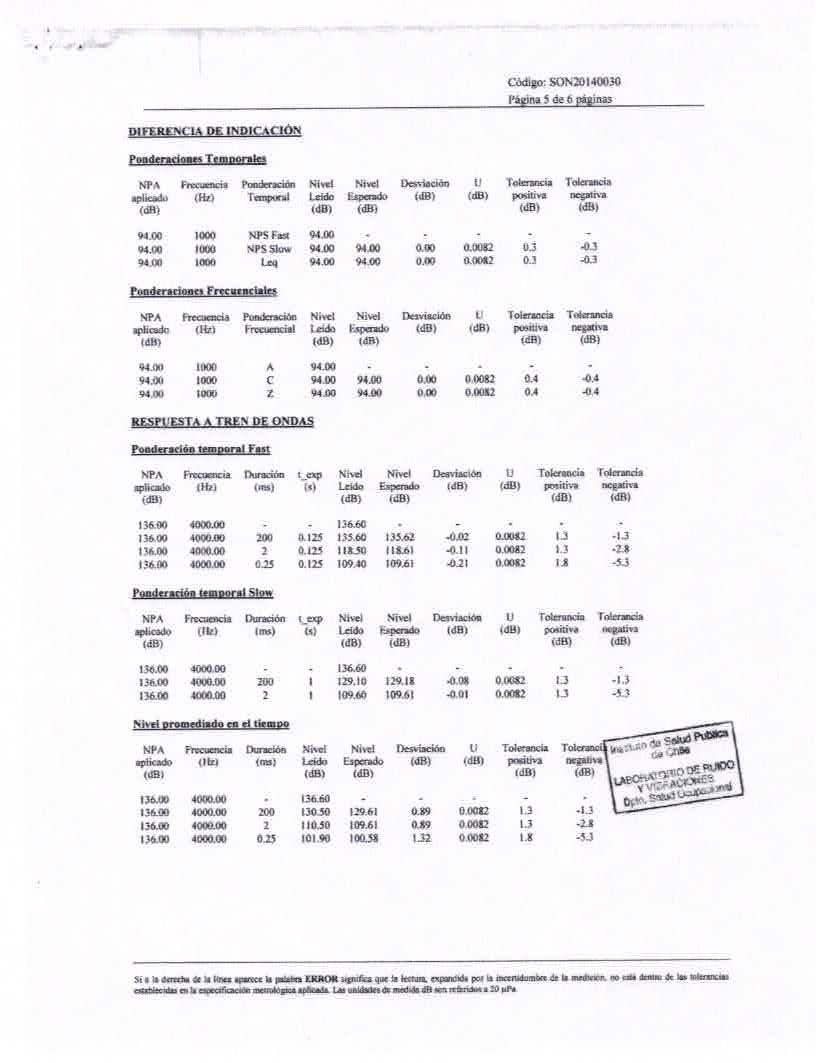 Código: SON20140030
Página 5 de 6 páginas
DIFERENCIA DE INDICACIÓN
Ponderaciones Temporales
NPA aplicado (dB) Frecuencia (Hz) Ponderación Temporal Nivel Leído (dB) Nivel Esperado (dB) Desviación (dB) U (dB) Tolerancia positiva (dB) Tolerancia negativa (dB)
94.00 1000 NPS Fast 94.00 - - - - -
94.00 1000 NPS Slow 94.00 94.00 0.00 0.0082 0.3 -0.3
94.00 1000 Leq 94.00 94.00 0.00 0.0082 0.3 -0.3
Ponderaciones Frecuenciales
NPA aplicado (dB) Frecuencia (Hz) Ponderación Frecuencial Nivel Leído (dB) Nivel Esperado (dB) Desviación (dB) U (dB) Tolerancia positiva (dB) Tolerancia negativa (dB)
94.00 1000 A 94.00 - - - - -
94.00 1000 C 94.00 94.00 0.00 0.0082 0.4 -0.4
94.00 1000 Z 94.00 94.00 0.00 0.0082 0.4 -0.4
RESPUESTA A TREN DE ONDAS
Ponderación temporal Fast
NPA aplicado (dB) Frecuencia (Hz) Duración (ms) t_exp (s) Nivel Leído (dB) Nivel Esperado (dB) Desviación (dB) U (dB) Tolerancia positiva (dB) Tolerancia negativa (dB)
136.00 4000.00 - - 136.60 - - - - -
136.00 4000.00 200 0.125 135.60 135.62 -0.02 0.0082 1.3 -1.3
136.00 4000.00 2 0.125 118.50 118.61 -0.11 0.0082 1.3 -2.8
136.00 4000.00 0.25 0.125 109.40 109.61 -0.21 0.0082 1.8 -5.3
Ponderación temporal Slow
NPA aplicado (dB) Frecuencia (Hz) Duración (ms) t_exp (s) Nivel Leído (dB) Nivel Esperado (dB) Desviación (dB) U (dB) Tolerancia positiva (dB) Tolerancia negativa (dB)
136.00 4000.00 - - 136.60 - - - - -
136.00 4000.00 200 1 129.10 129.18 -0.08 0.0082 1.3 -1.3
136.00 4000.00 2 1 109.60 109.61 -0.01 0.0082 1.3 -5.3
Nivel promediado en el tiempo
NPA aplicado (dB) Frecuencia (Hz) Duración (ms) Nivel Leído (dB) Nivel Esperado (dB) Desviación (dB) U (dB) Tolerancia positiva (dB) Tolerancia negativa (dB)
136.00 4000.00 - 136.60 - - - - -
136.00 4000.00 200 130.50 129.61 0.89 0.0082 1.3 -1.3
136.00 4000.00 2 110.50 109.61 0.89 0.0082 1.3 -2.8
136.00 4000.00 0.25 101.90 100.58 1.32 0.0082 1.8 -5.3
Instituto de Salud Publica
de Chile
LABORATORIO DE RUIDO
Y VIBRACIONES
Dpto. Salud Ocupacional
Si a la derecha de la línea aparece la palabra ERROR significa que la lectura, expandida por la incertidumbre de la medición, no está dentro de las tolerancias
establecidas en la especificación metrológica aplicada. Las unidades de medida dB son referidos a 20 µPa